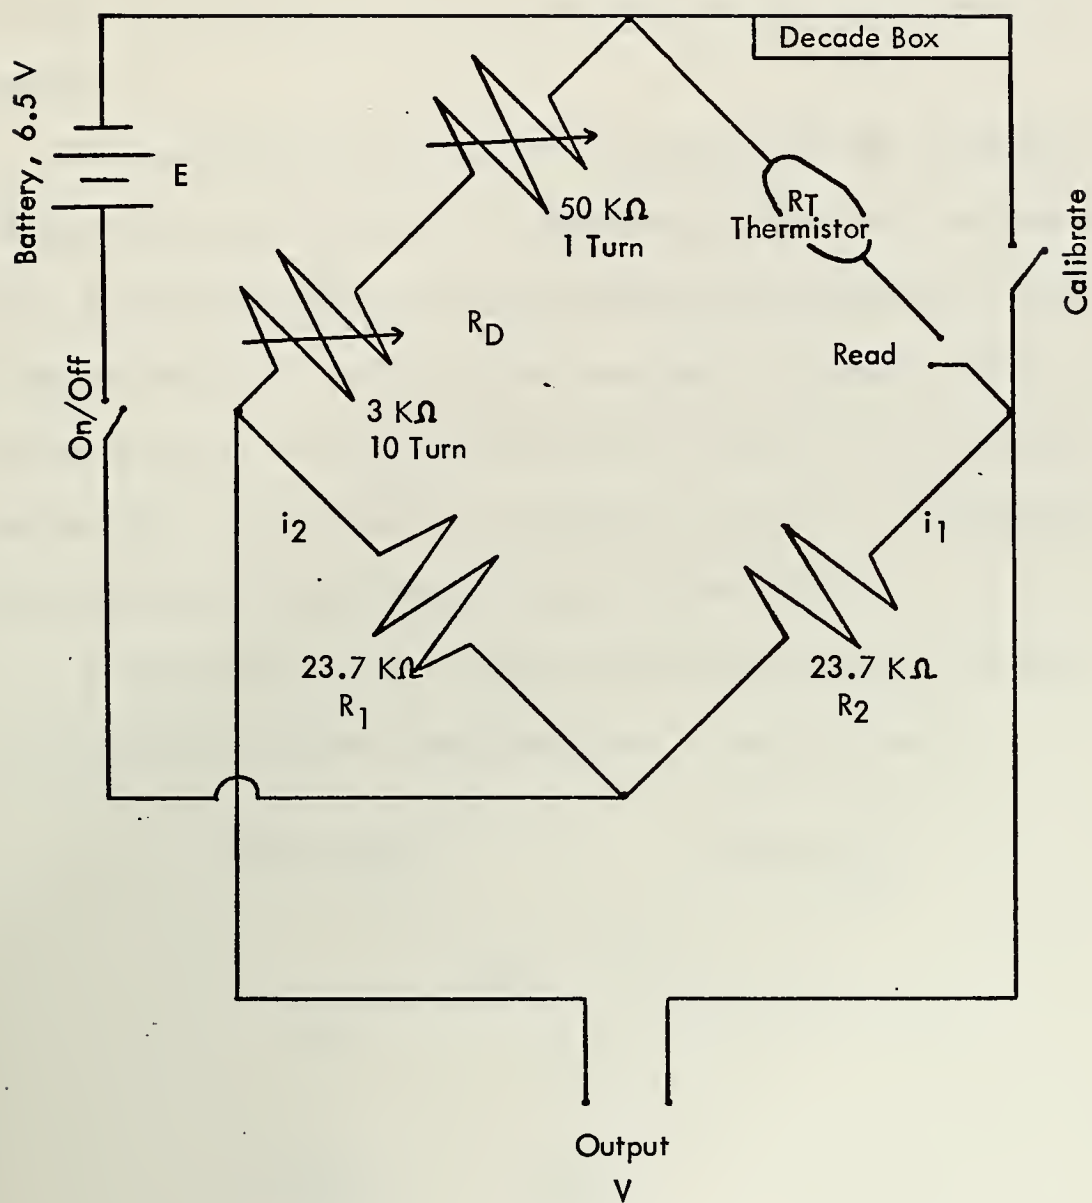 Decade Box
Battery, 6.5 V
E
50 KΩ
1 Turn
RT
Thermistor
Calibrate
RD
Read
On/Off
3 KΩ
10 Turn
i2
i1
23.7 KΩ
R1
23.7 KΩ
R2
Output
V